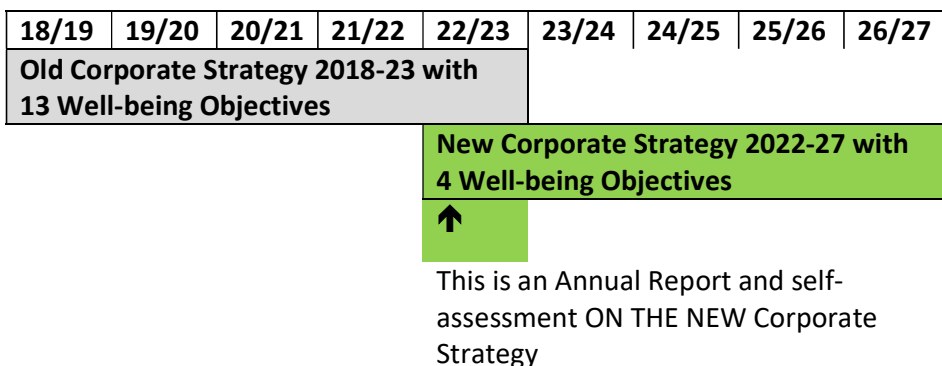 18/19 19/20 20/21 21/22 22/23 23/24 24/25 25/26 26/27
Old Corporate Strategy 2018-23 with
13 Well-being Objectives
New Corporate Strategy 2022-27 with
4 Well-being Objectives
↑
This is an Annual Report and self-
assessment ON THE NEW Corporate
Strategy